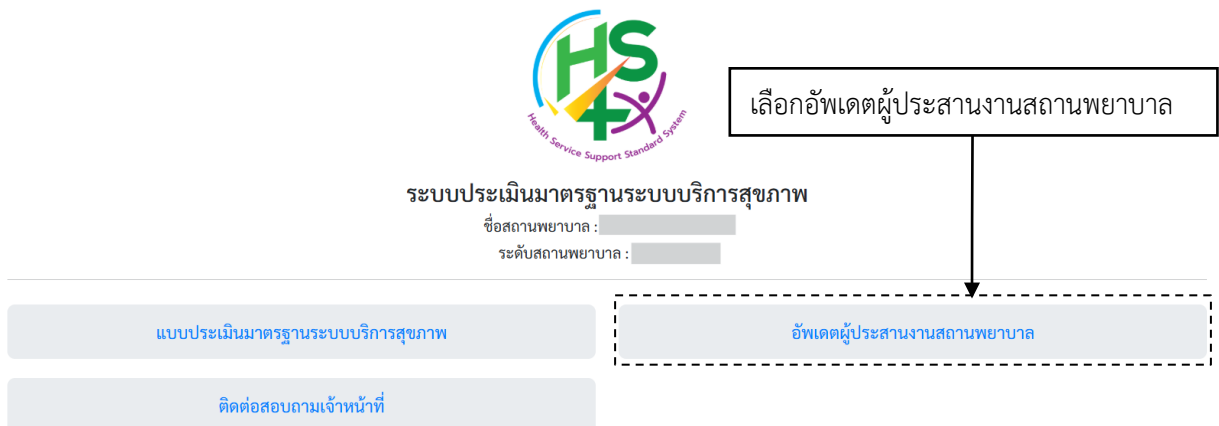 HS
Health Service Support Standard System
เลือกอัพเดตผู้ประสานงานสถานพยาบาล
ระบบประเมินมาตรฐานระบบบริการสุขภาพ
ชื่อสถานพยาบาล :
ระดับสถานพยาบาล :
แบบประเมินมาตรฐานระบบบริการสุขภาพ
อัพเดตผู้ประสานงานสถานพยาบาล
ติดต่อสอบถามเจ้าหน้าที่